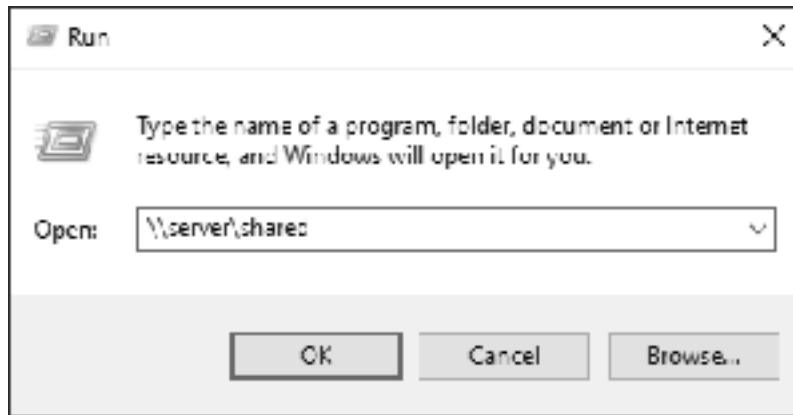 Run
Type the name of a program, folder, document or Internet
resource, and Windows will open it for you.
Open:
\\server\shared
OK
Cancel
Browse...